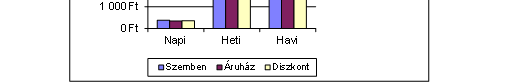 1 000 Ft
0 Ft
Napi Heti Havi
Szemben Áruház Diszkont